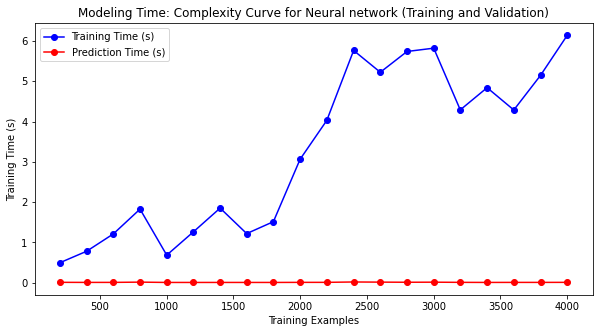 Modeling Time: Complexity Curve for Neural network (Training and Validation)
Training Time (s)
Prediction Time (s)
Training Time (s)
6
5
4
3
2
1
0
500 1000 1500 2000 2500 3000 3500 4000
Training Examples